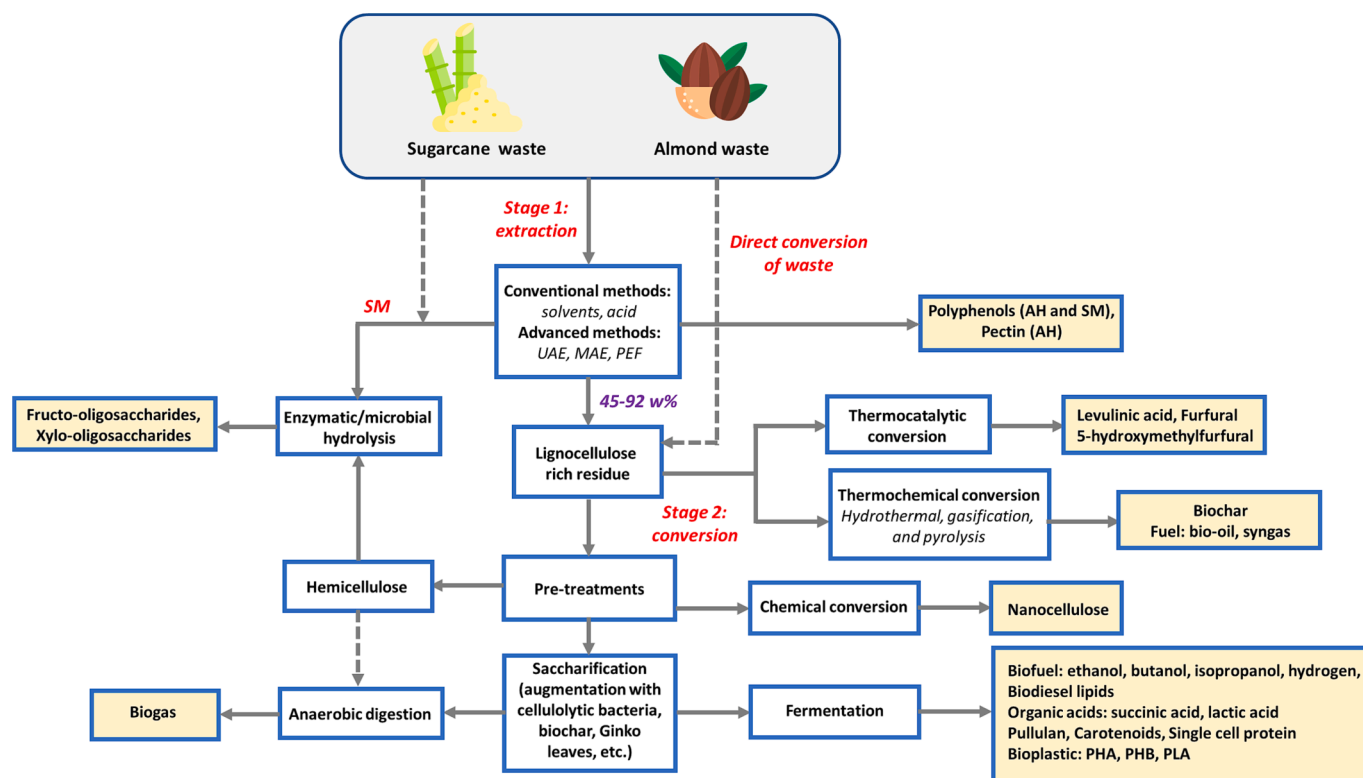 Sugarcane waste
Almond waste
Stage 1:
extraction
Direct conversion
of waste
SM
Conventional methods:
solvents, acid
Advanced methods:
UAE, MAE, PEF
Polyphenols (AH and SM),
Pectin (AH)
45-92 w%
Fructo-oligosaccharides,
Xylo-oligosaccharides
Enzymatic/microbial
hydrolysis
Lignocellulose
rich residue
Thermocatalytic
conversion
Levulinic acid, Furfural
5-hydroxymethylfurfural
Stage 2:
conversion
Thermochemical conversion
Hydrothermal, gasification,
and pyrolysis
Biochar
Fuel: bio-oil, syngas
Hemicellulose
Pre-treatments
Chemical conversion
Nanocellulose
Biogas
Anaerobic digestion
Saccharification
(augmentation with
cellulolytic bacteria,
biochar, Ginko
leaves, etc.)
Fermentation
Biofuel: ethanol, butanol, isopropanol, hydrogen,
Biodiesel lipids
Organic acids: succinic acid, lactic acid
Pullulan, Carotenoids, Single cell protein
Bioplastic: PHA, PHB, PLA